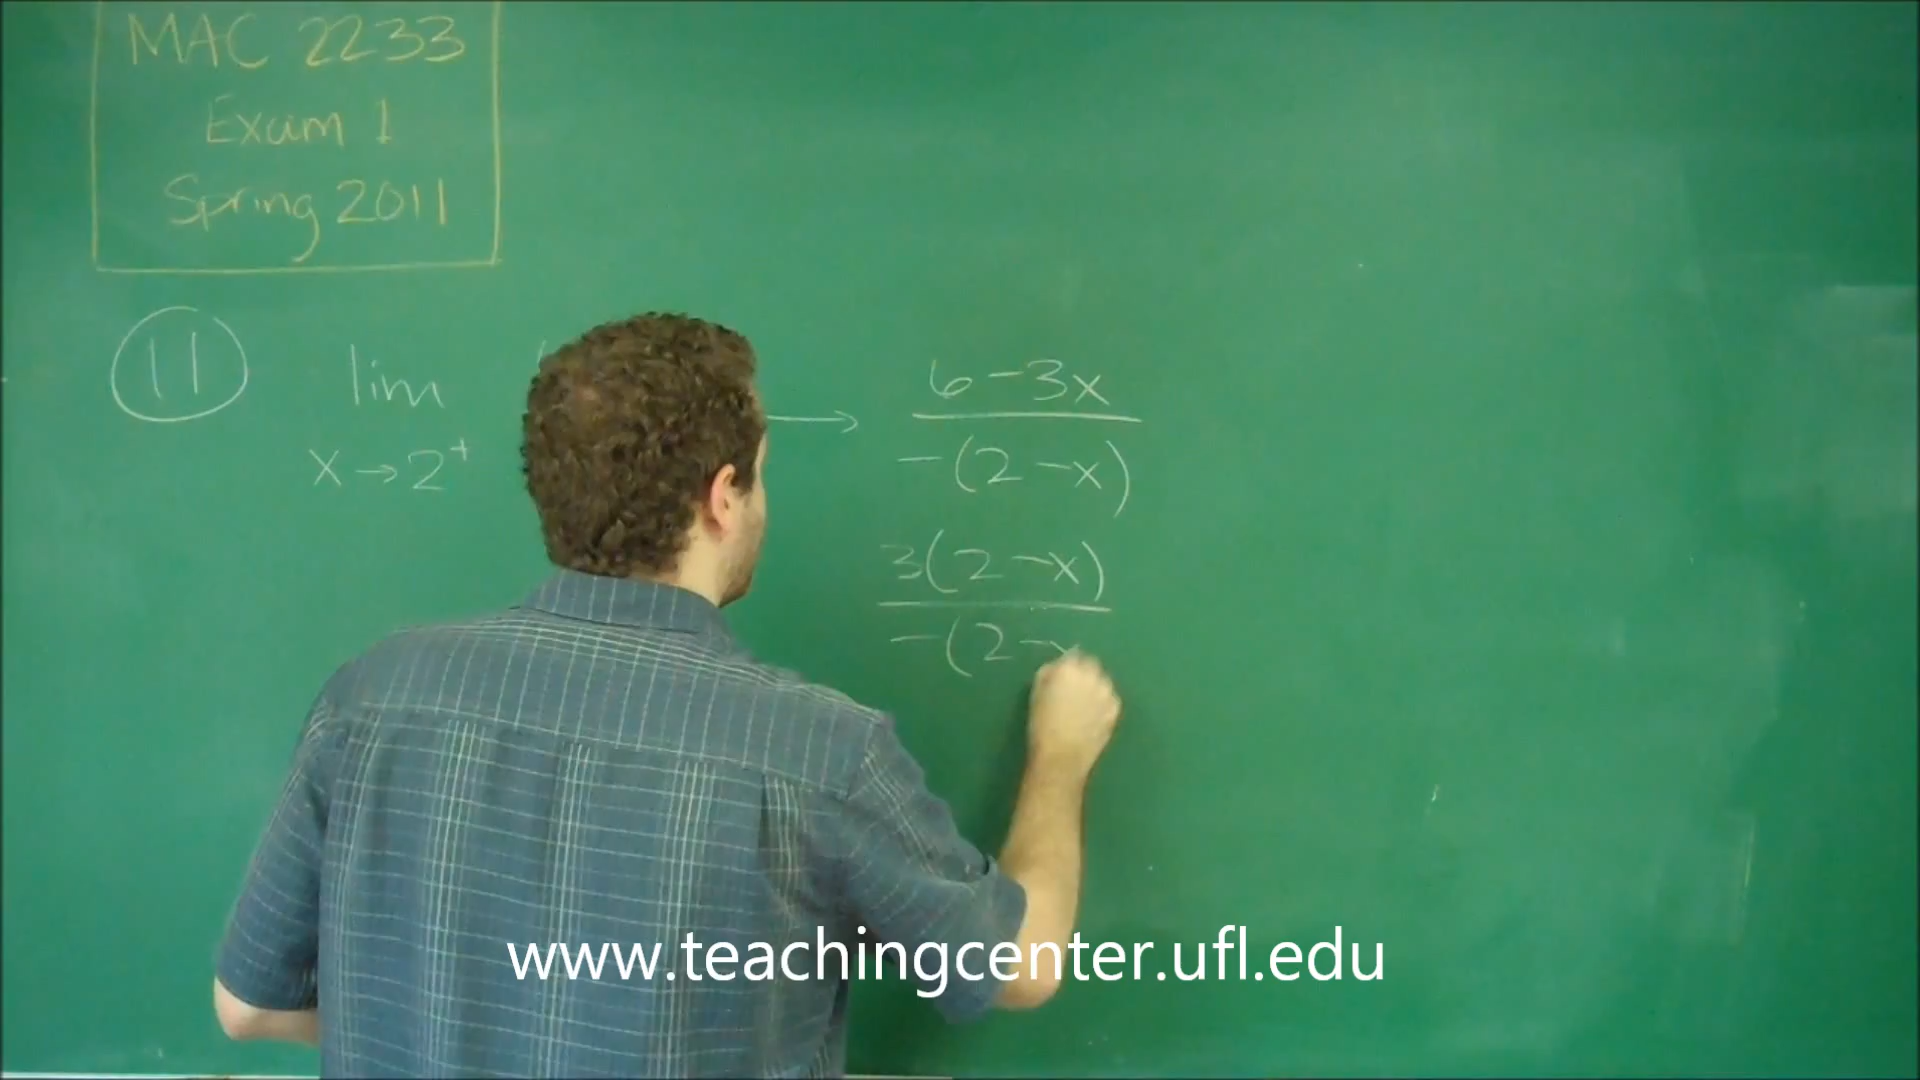 MAC 2233
Exam 1
Spring 2011
11
lim
x→2⁺
→
6-3x
-(2-x)
3(2-x)
-(2-x
www.teachingcenter.ufl.edu